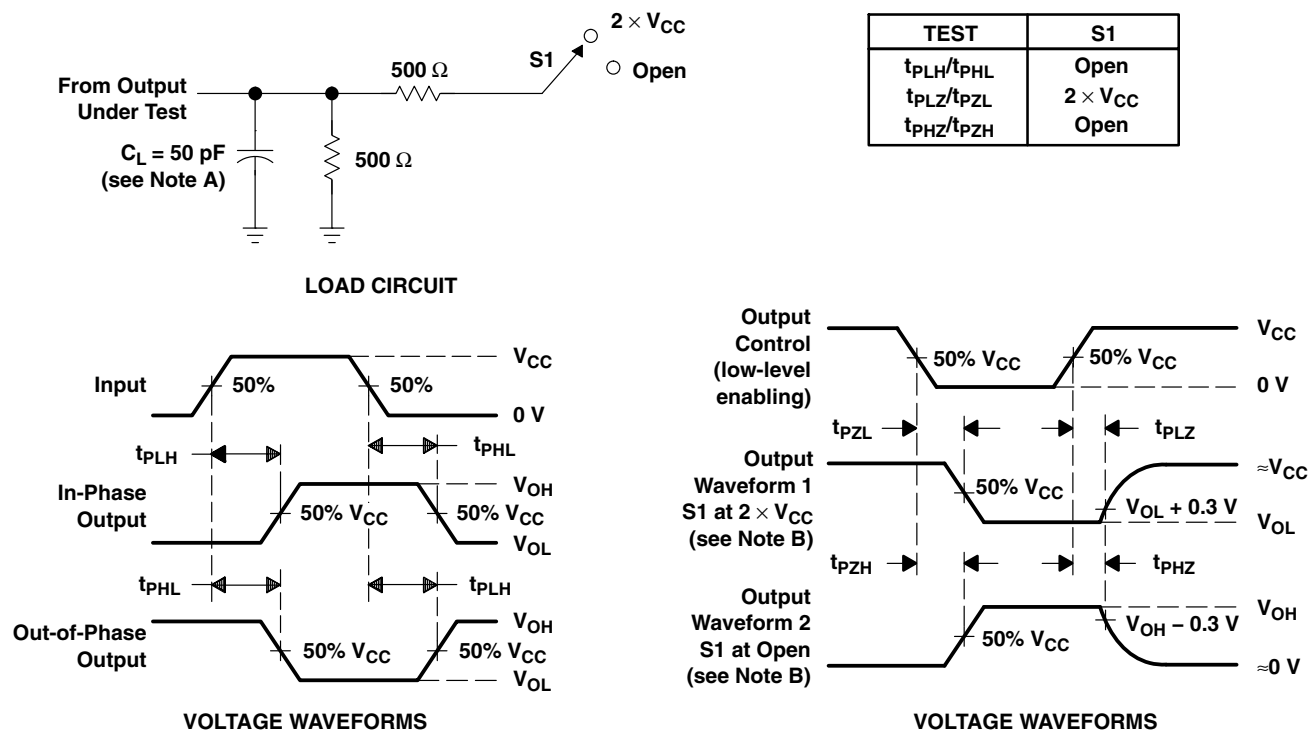 2 × VCC
S1
Open
500 Ω
From Output
Under Test
CL = 50 pF
(see Note A)
500 Ω
LOAD CIRCUIT
TEST S1
tPLH/tPHL Open
tPLZ/tPZL 2 × VCC
tPHZ/tPZH Open
Input
50%
50%
VCC
0 V
tPLH
tPHL
In-Phase
Output
50% VCC
50% VCC
VOH
VOL
tPHL
tPLH
Out-of-Phase
Output
50% VCC
50% VCC
VOH
VOL
VOLTAGE WAVEFORMS
Output
Control
(low-level
enabling)
50% VCC
50% VCC
VCC
0 V
tPZL
tPLZ
Output
Waveform 1
S1 at 2 × VCC
(see Note B)
50% VCC
VOL + 0.3 V
≈VCC
VOL
tPZH
tPHZ
Output
Waveform 2
S1 at Open
(see Note B)
50% VCC
VOH − 0.3 V
VOH
≈0 V
VOLTAGE WAVEFORMS